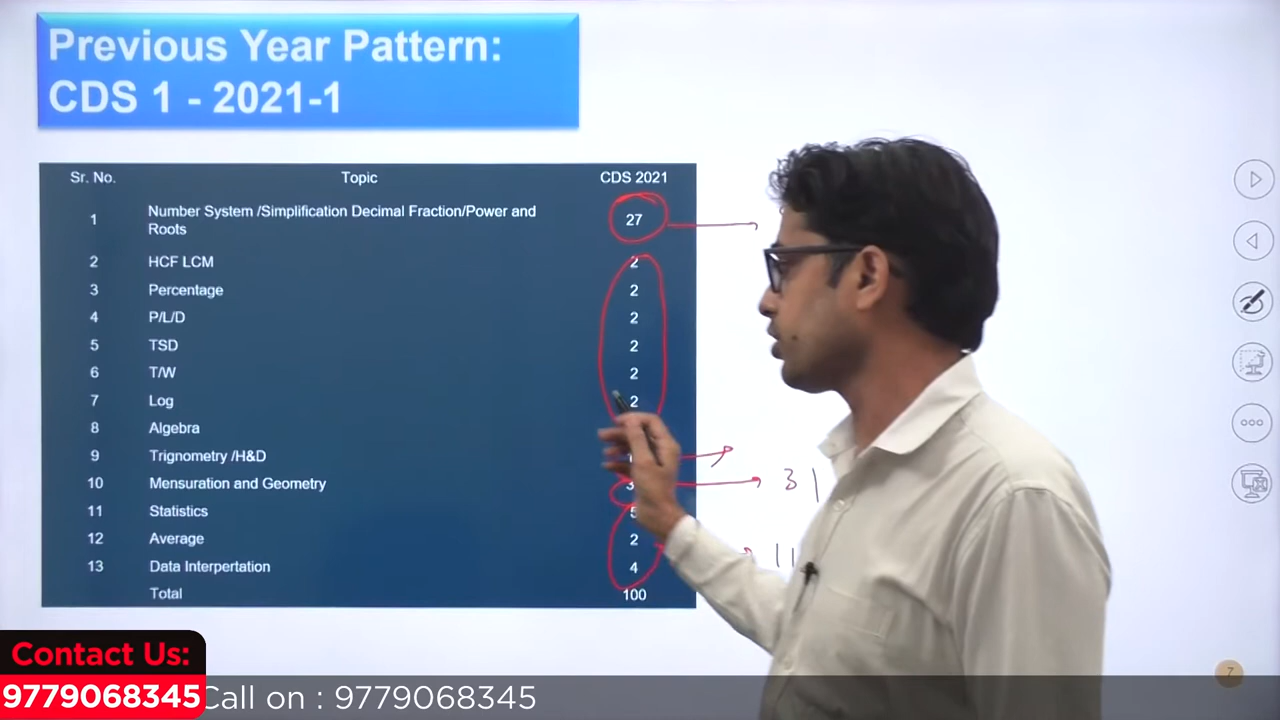 Previous Year Pattern:
CDS 1 - 2021-1
Sr. No. Topic CDS 2021
1 Number System /Simplification Decimal Fraction/Power and Roots 27
2 HCF LCM 2
3 Percentage 2
4 P/L/D 2
5 TSD 2
6 T/W 2
7 Log 2
8 Algebra
9 Trignometry /H&D
10 Mensuration and Geometry 3
11 Statistics 5
12 Average 2
13 Data Interpertation 4
Total 100
31
11
Contact Us:
9779068345
Call on : 9779068345
7